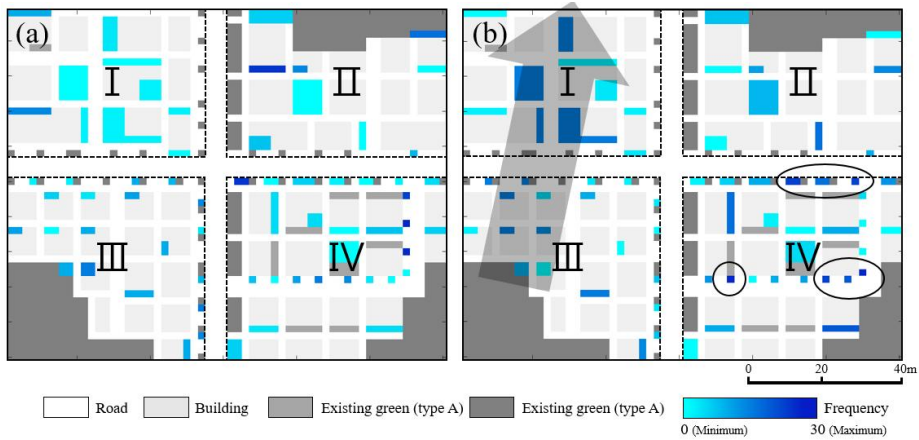 (a)
I
II
III
IV
(b)
I
II
III
IV
0 20 40m
Road
Building
Existing green (type A)
Existing green (type A)
Frequency
0 (Minimum) 30 (Maximum)